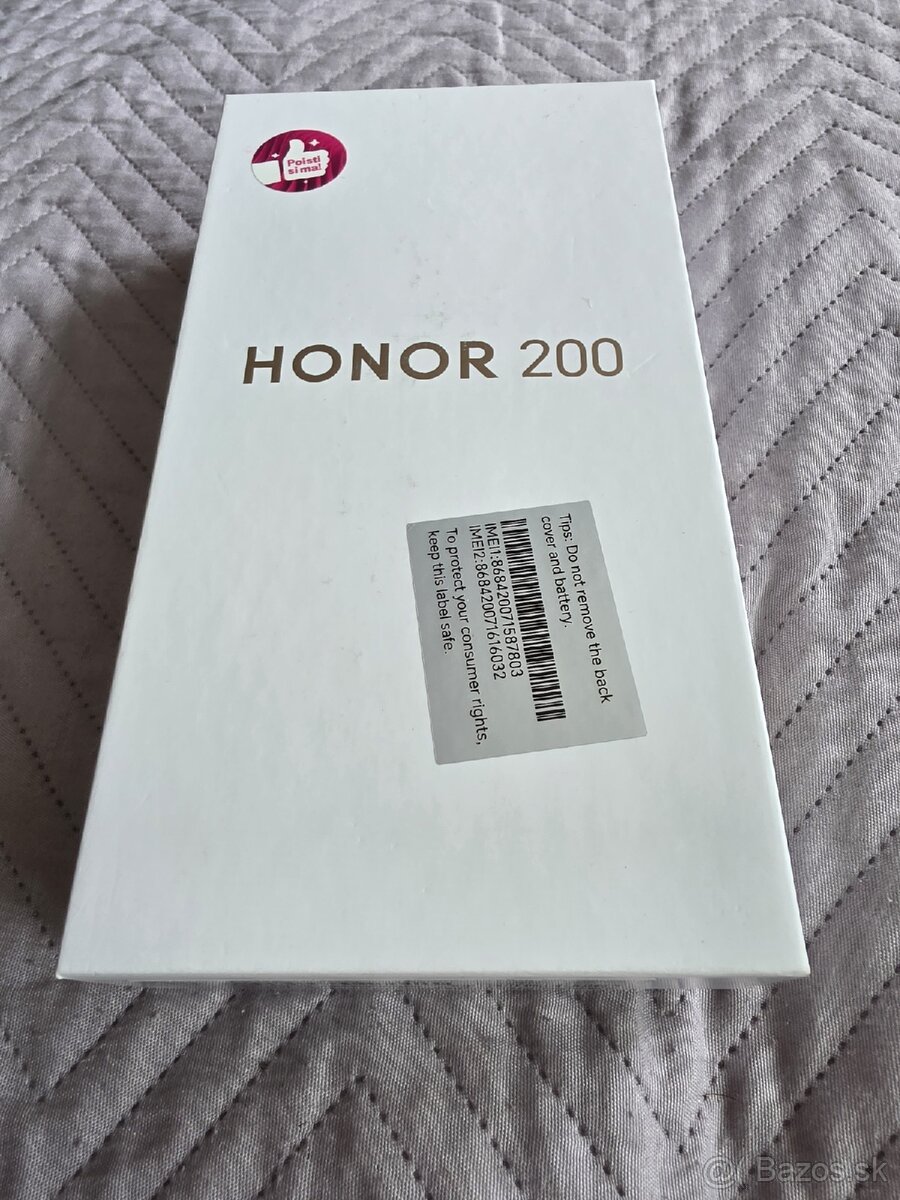 Poisti
si ma!
HONOR 200
Tips: Do not remove the back
cover and battery.
IMEI1:868420071587803
IMEI2:868420071616032
To protect your consumer rights,
keep this label safe.
@ Bazos.sk